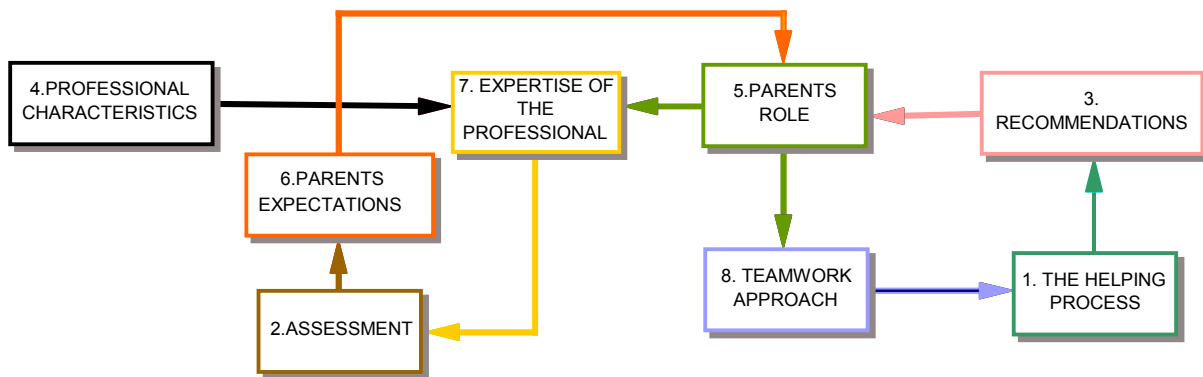 4.PROFESSIONAL
CHARACTERISTICS
7. EXPERTISE OF
THE
PROFESSIONAL
5.PARENTS
ROLE
3.
RECOMMENDATIONS
6.PARENTS
EXPECTATIONS
2.ASSESSMENT
8. TEAMWORK
APPROACH
1. THE HELPING
PROCESS